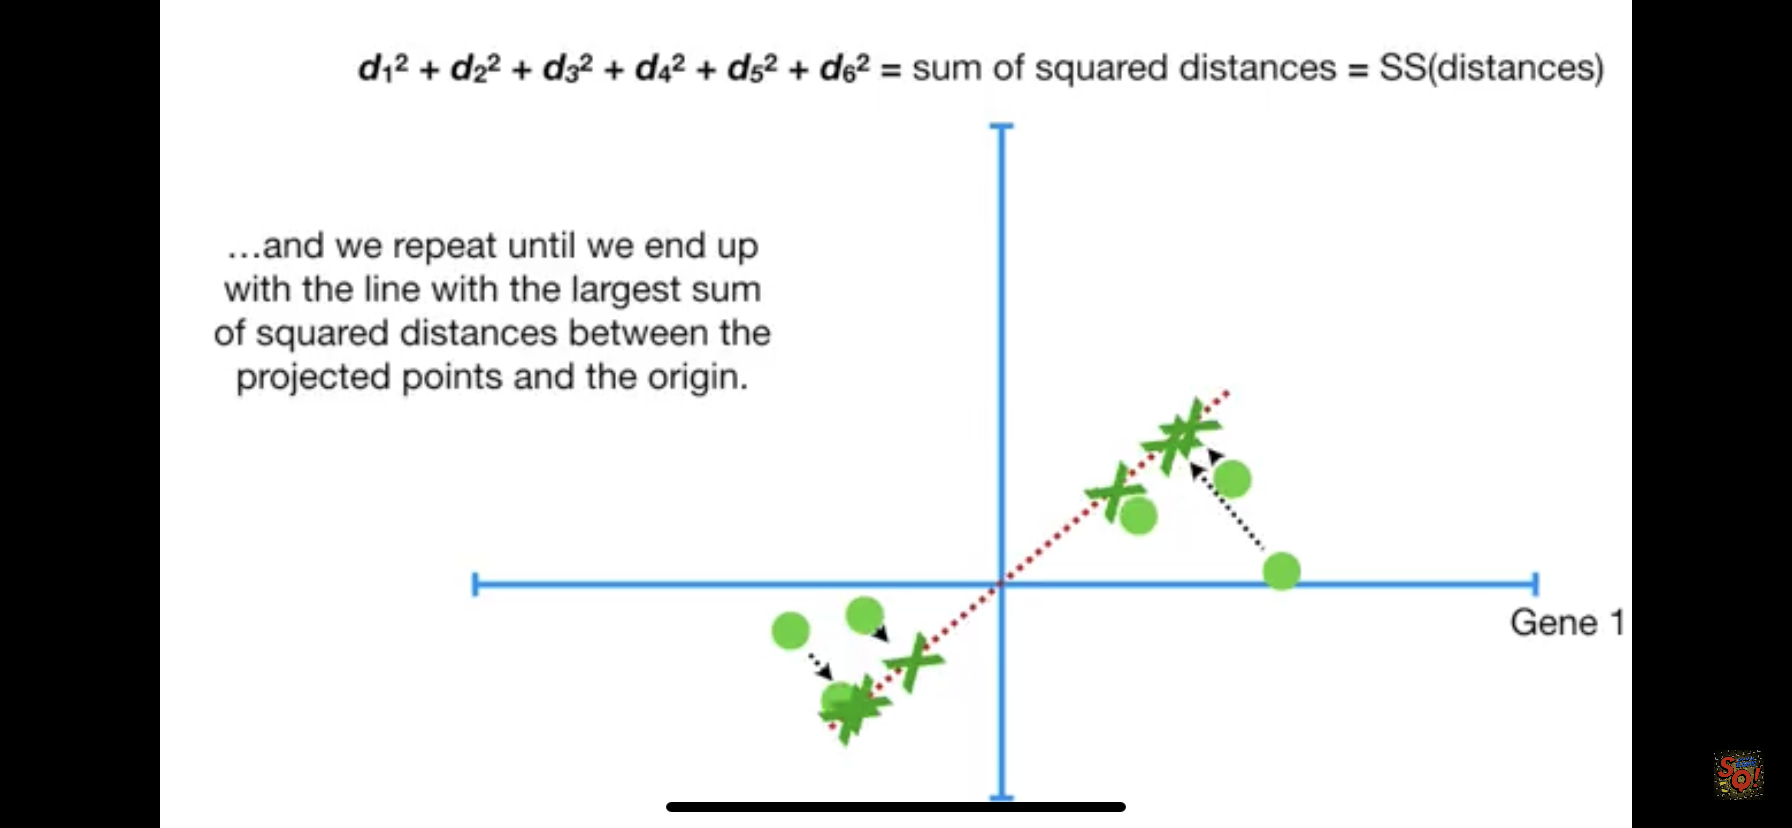 d₁² + d₂² + d₃² + d₄² + d₅² + d₆² = sum of squared distances = SS(distances)
…and we repeat until we end up
with the line with the largest sum
of squared distances between the
projected points and the origin.
Gene 1
SQ!